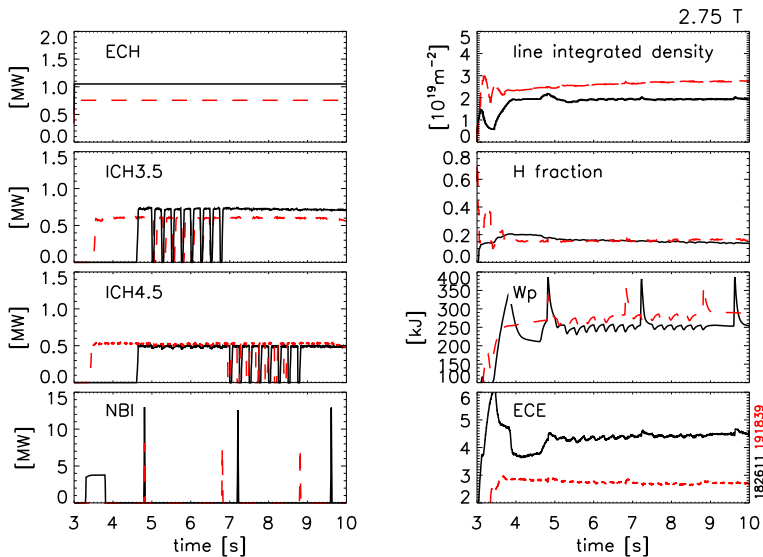 2.75 T
ECH
[MW]
2.0
1.5
1.0
0.5
0.0
ICH3.5
[MW]
1.5
1.0
0.5
0.0
ICH4.5
[MW]
1.5
1.0
0.5
0.0
NBI
[MW]
15
10
5
0
3 4 5 6 7 8 9 10
time [s]
line integrated density
[10^19m^-2]
5
4
3
2
1
0
H fraction
0.8
0.6
0.4
0.2
0.0
Wp
[kJ]
400
350
300
250
200
150
100
ECE
6
5
4
3
2
3 4 5 6 7 8 9 10
time [s]
182611 191839